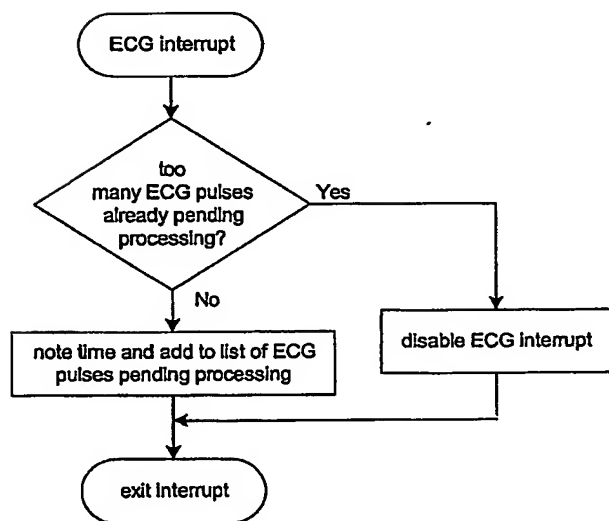 ECG interrupt
too
many ECG pulses
already pending
processing?
Yes
No
note time and add to list of ECG
pulses pending processing
disable ECG interrupt
exit interrupt